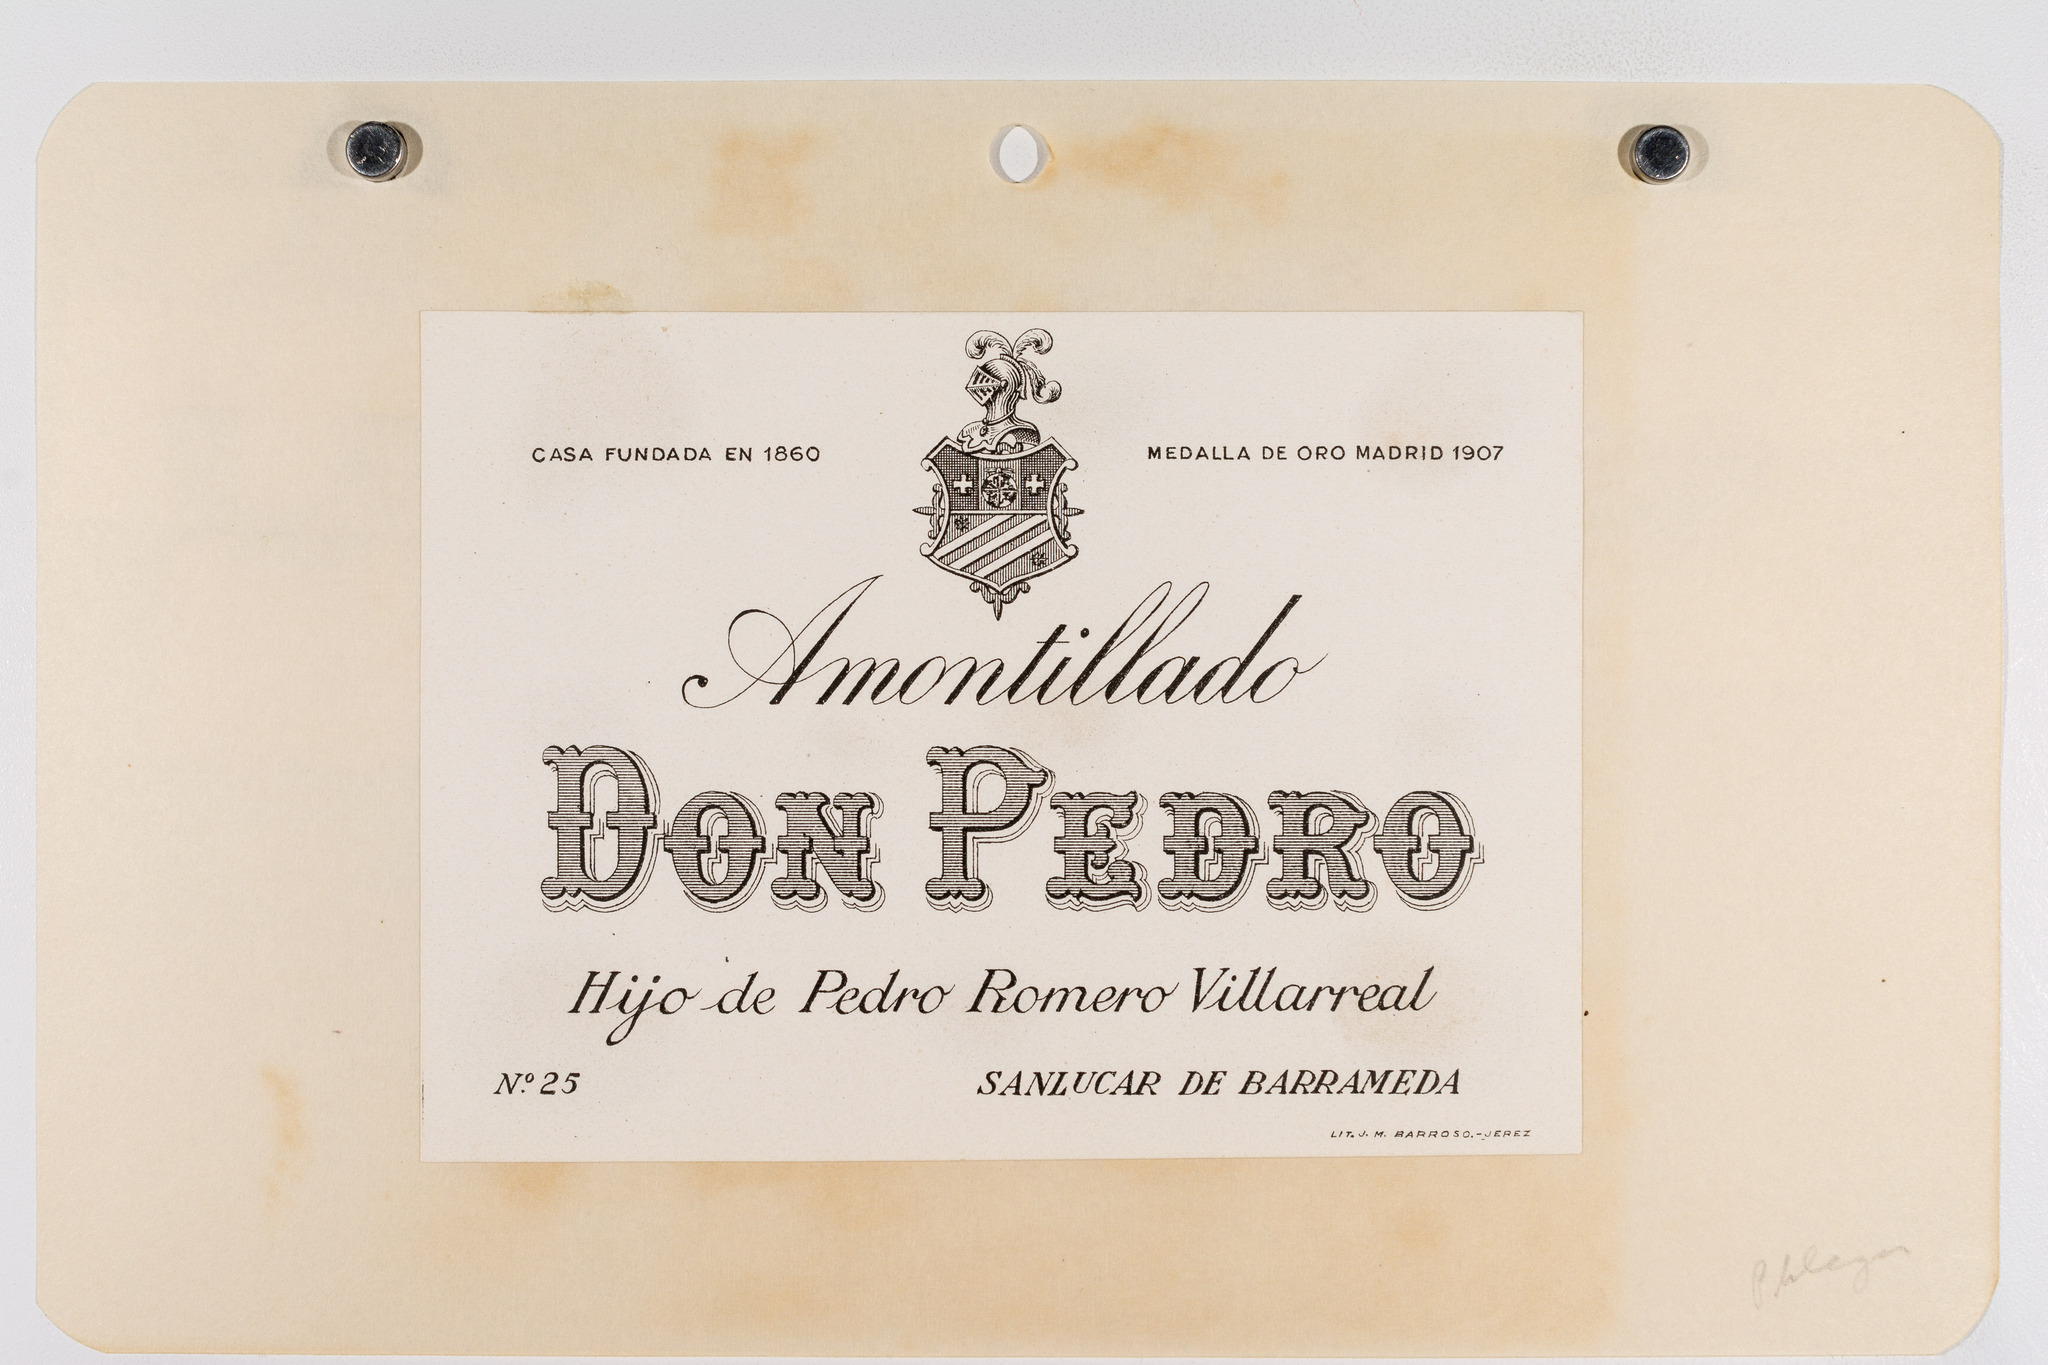 CASA FUNDADA EN 1860
MEDALLA DE ORO MADRID 1907
Amontillado
DON PEDRO
Hijo de Pedro Romero Villarreal
Nº 25
SANLUCAR DE BARRAMEDA
LIT. J. M. BARROSO.-JEREZ